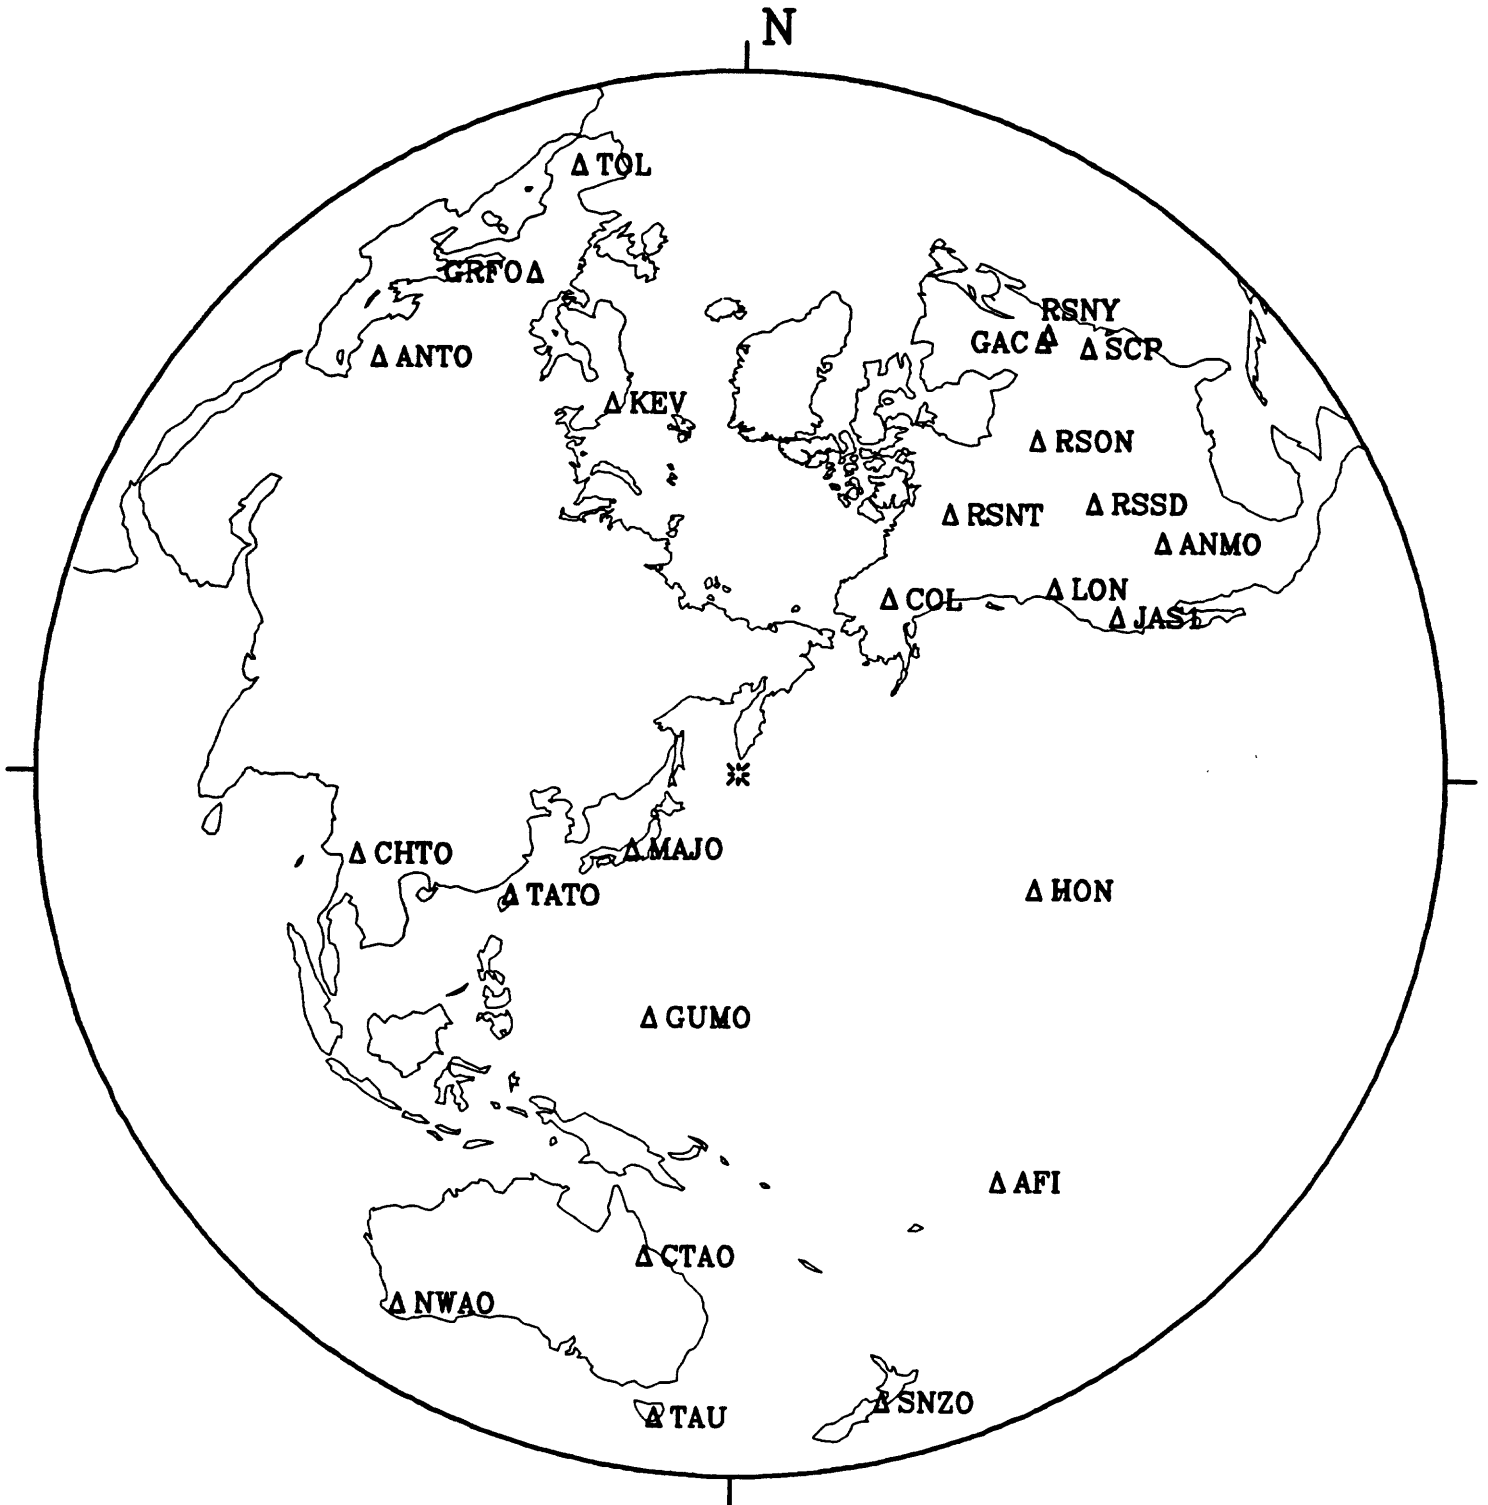 N
TOL
GRFO
RSNY
GAC
SCP
ANTO
KEV
RSON
RSSD
RSNT
ANMO
LON
COL
JAS1
MAJO
CHTO
HON
TATO
GUMO
AFI
CTAO
NWAO
SNZO
TAU